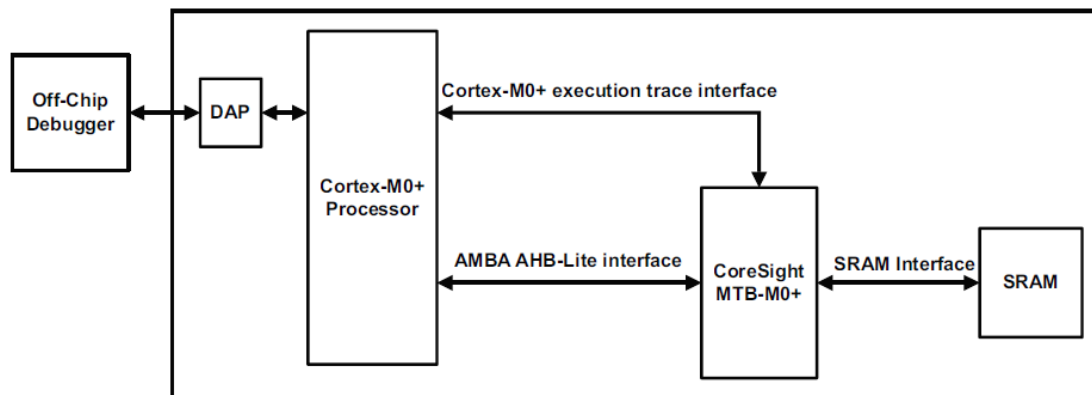 Off-Chip
Debugger
DAP
Cortex-M0+
Processor
Cortex-M0+ execution trace interface
AMBA AHB-Lite interface
CoreSight
MTB-M0+
SRAM Interface
SRAM